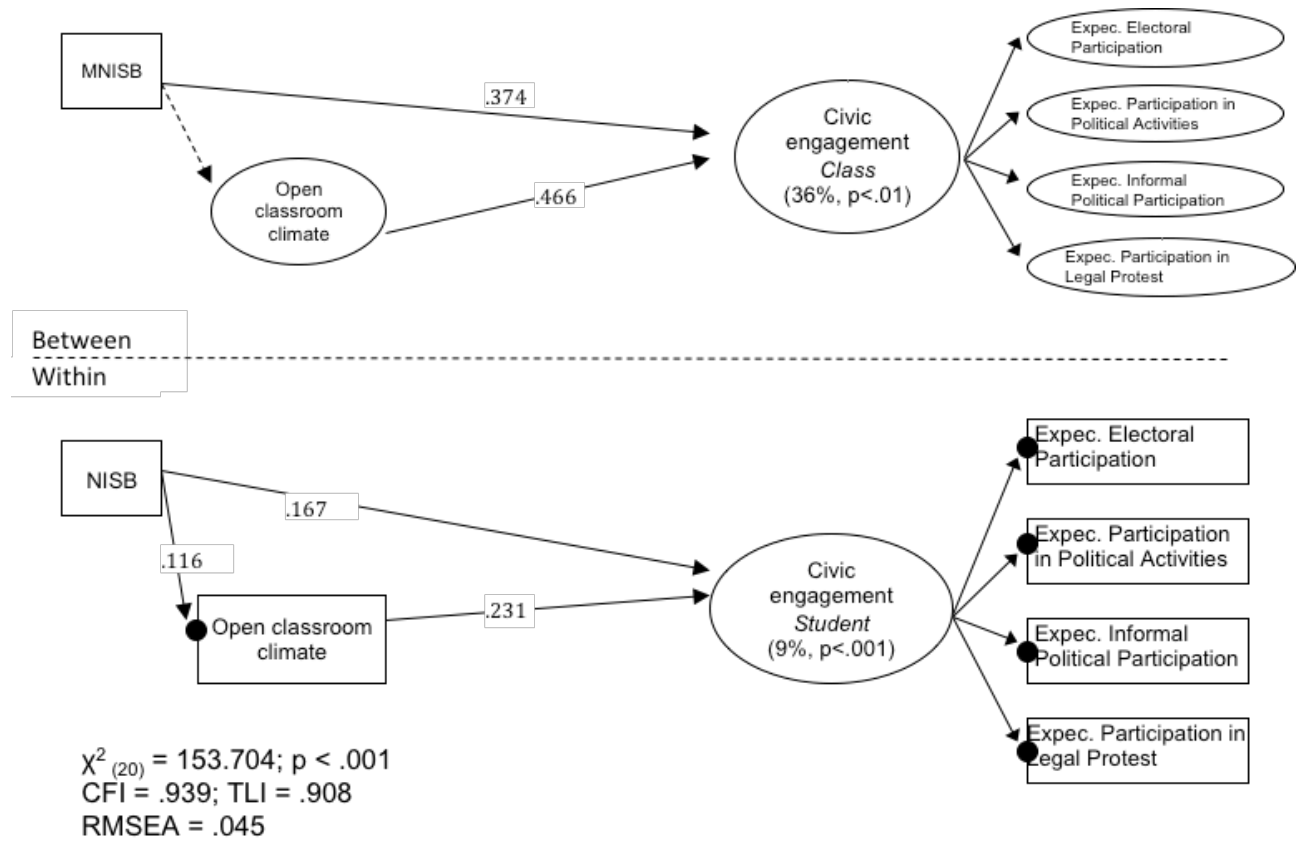 MNISB
.374
Open
classroom
climate
.466
Civic
engagement
Class
(36%, p<.01)
Expec. Electoral
Participation
Expec. Participation in
Political Activities
Expec. Informal
Political Participation
Expec. Participation in
Legal Protest
Between
Within
NISB
.167
.116
Open classroom
climate
.231
Civic
engagement
Student
(9%, p<.001)
Expec. Electoral
Participation
Expec. Participation
in Political Activities
Expec. Informal
Political Participation
Expec. Participation in
Legal Protest
χ² (20) = 153.704; p < .001
CFI = .939; TLI = .908
RMSEA = .045